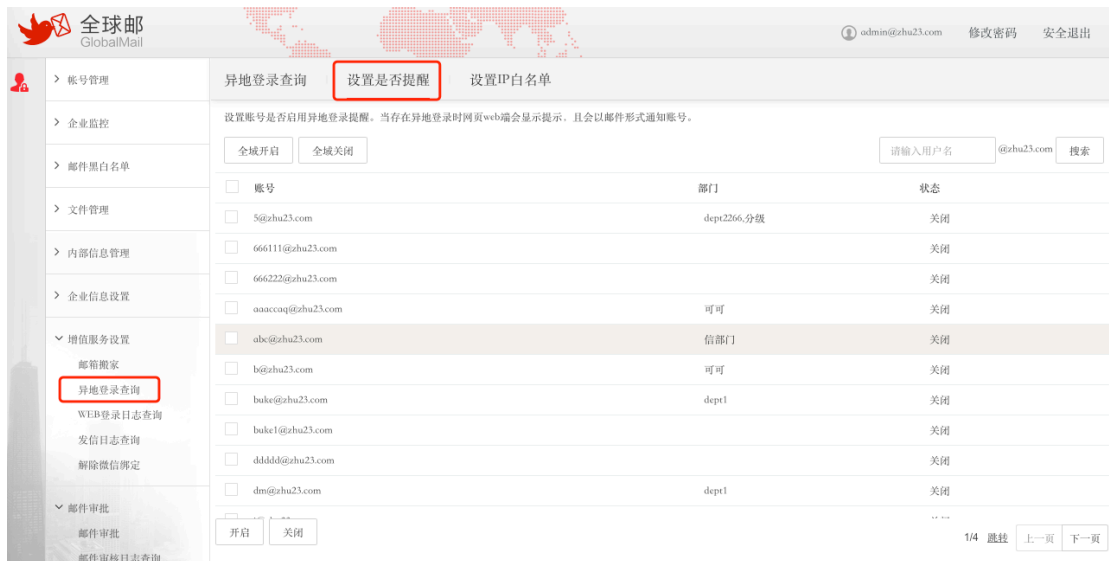 全球邮
GlobalMail
admin@zhu23.com 修改密码 安全退出
帐号管理
企业监控
邮件黑白名单
文件管理
内部信息管理
企业信息设置
增值服务设置
邮箱搬家
异地登录查询
WEB登录日志查询
发信日志查询
解除微信绑定
邮件审批
邮件审批
邮件审核日志查询
异地登录查询 设置是否提醒 设置IP白名单
设置账号是否启用异地登录提醒。当存在异地登录时网页web端会显示提示、且会以邮件形式通知账号。
全域开启 全域关闭 请输入用户名 @zhu23.com 搜索
账号 部门 状态
5@zhu23.com dept2266,分级 关闭
666111@zhu23.com 关闭
666222@zhu23.com 关闭
aaaccaq@zhu23.com 可可 关闭
abc@zhu23.com 信部门 关闭
b@zhu23.com 可可 关闭
buke@zhu23.com dept1 关闭
buke1@zhu23.com 关闭
ddddd@zhu23.com 关闭
dm@zhu23.com dept1 关闭
开启 关闭 1/4 跳转 上一页 下一页